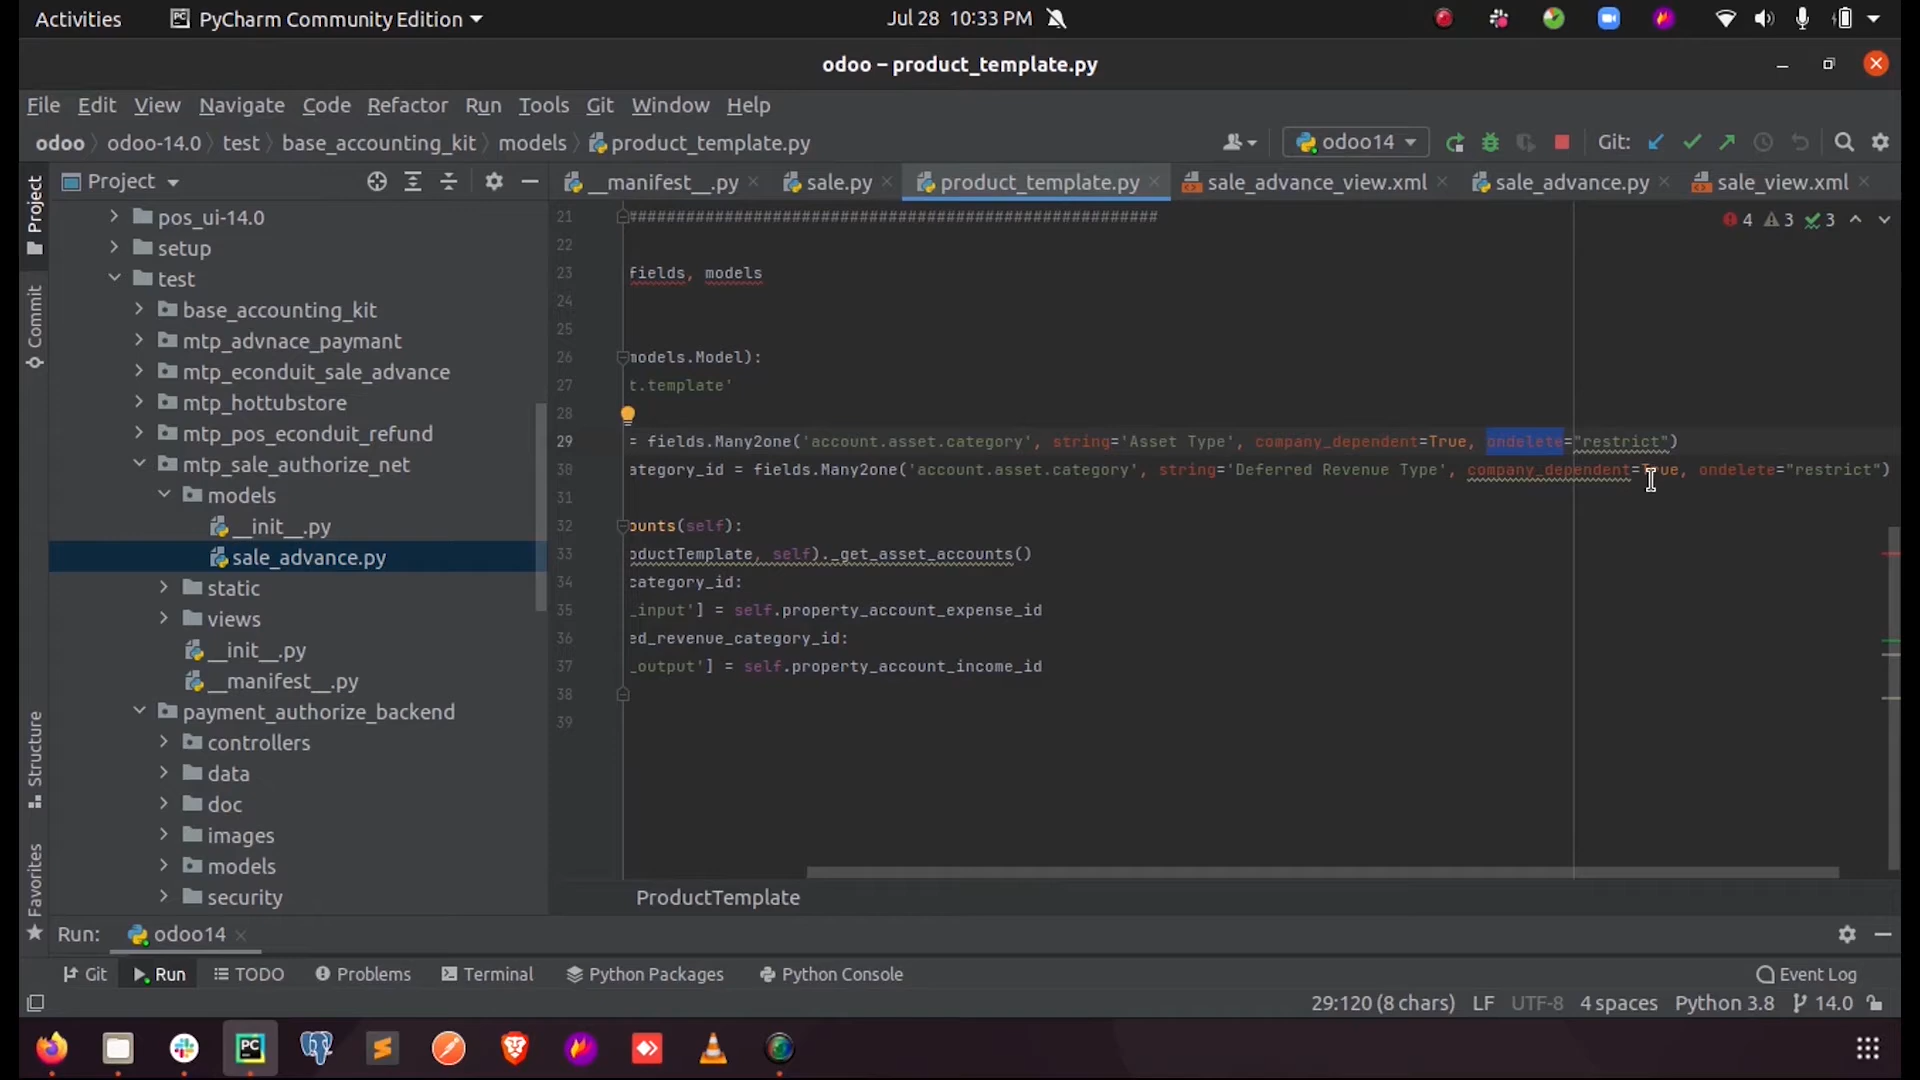 Activities
PyCharm Community Edition
Jul 28 10:33 PM
odoo – product_template.py
File Edit View Navigate Code Refactor Run Tools Git Window Help
odoo odoo-14.0 test base_accounting_kit models product_template.py
odoo14
Git:
Project
__manifest__.py
sale.py
product_template.py
sale_advance_view.xml
sale_advance.py
sale_view.xml
Project
Commit
Structure
Favorites
pos_ui-14.0
setup
test
base_accounting_kit
mtp_advnace_paymant
mtp_econduit_sale_advance
mtp_hottubstore
mtp_pos_econduit_refund
mtp_sale_authorize_net
models
__init__.py
sale_advance.py
static
views
__init__.py
__manifest__.py
payment_authorize_backend
controllers
data
doc
images
models
security
4 3 3
21 #######################################################
22
23 fields, models
24
25
26 models.Model):
27 t.template'
28
29 = fields.Many2one('account.asset.category', string='Asset Type', company_dependent=True, ondelete="restrict")
30 ategory_id = fields.Many2one('account.asset.category', string='Deferred Revenue Type', company_dependent=True, ondelete="restrict")
31
32 ounts(self):
33 oductTemplate, self)._get_asset_accounts()
34 category_id:
35 _input'] = self.property_account_expense_id
36 ed_revenue_category_id:
37 _output'] = self.property_account_income_id
38
39
ProductTemplate
Run: odoo14
Git Run TODO Problems Terminal Python Packages Python Console Event Log
29:120 (8 chars) LF UTF-8 4 spaces Python 3.8 14.0
PC